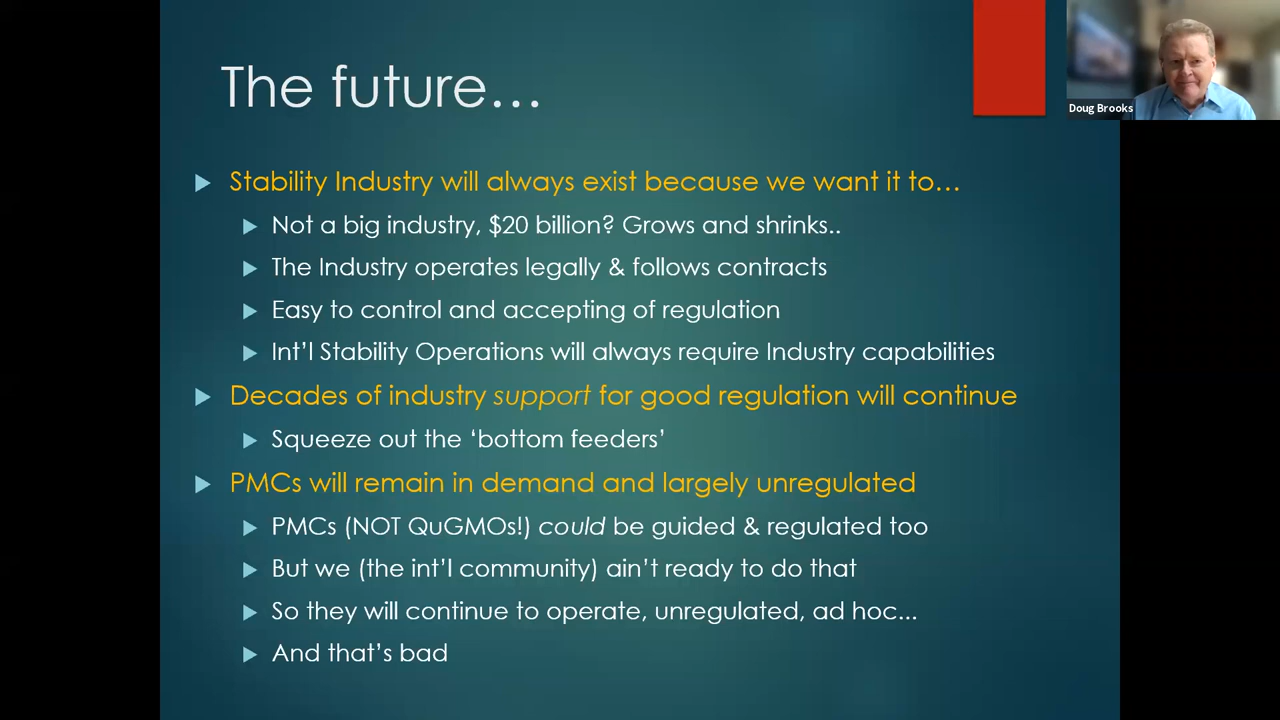 The future...
Doug Brooks
Stability Industry will always exist because we want it to...
Not a big industry, $20 billion? Grows and shrinks..
The Industry operates legally & follows contracts
Easy to control and accepting of regulation
Int'l Stability Operations will always require Industry capabilities
Decades of industry support for good regulation will continue
Squeeze out the 'bottom feeders'
PMCs will remain in demand and largely unregulated
PMCs (NOT QuGMOs!) could be guided & regulated too
But we (the int'l community) ain't ready to do that
So they will continue to operate, unregulated, ad hoc...
And that's bad